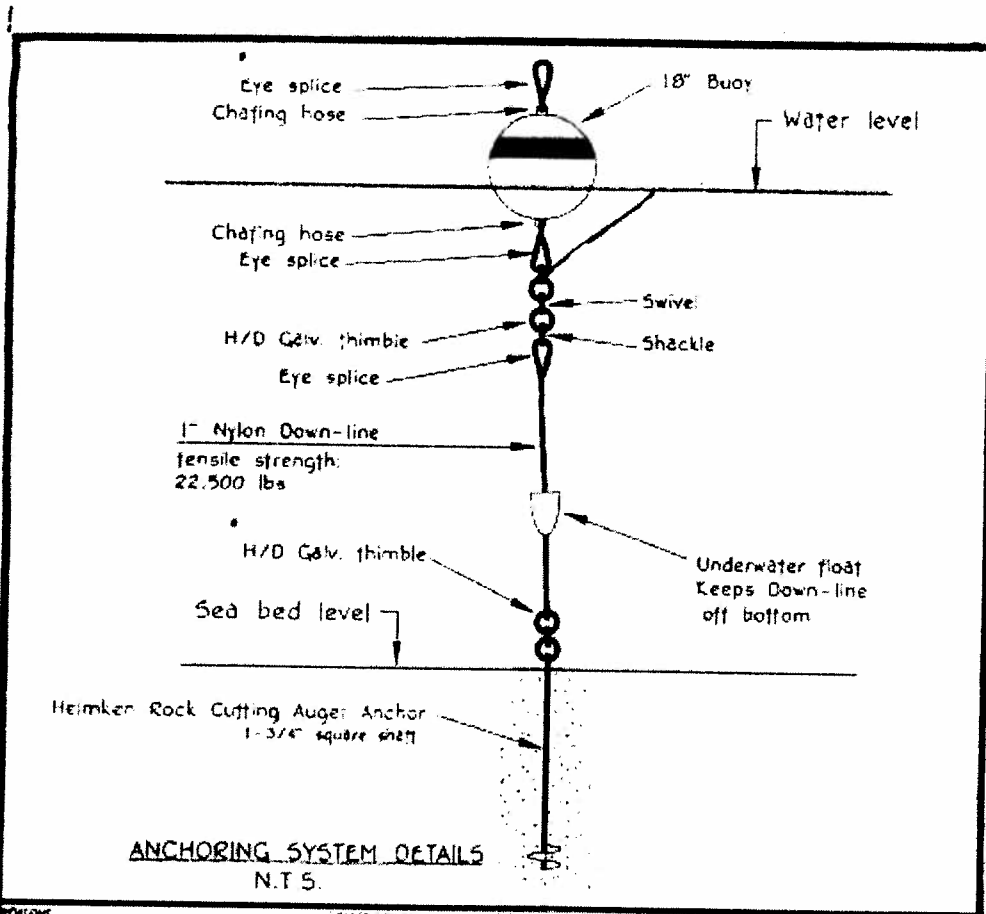 Eye splice
18" Buoy
Chafing hose
Water level
Chafing hose
Eye splice
Swivel
H/D Galv. thimble
Shackle
Eye splice
1" Nylon Down-line
tensile strength:
22.500 lbs
H/D Galv. thimble
Underwater float
Keeps Down-line
off bottom
Sea bed level
Helmken Rock Cutting Auger Anchor
1-3/4" square shaft
ANCHORING SYSTEM DETAILS
N.T S.